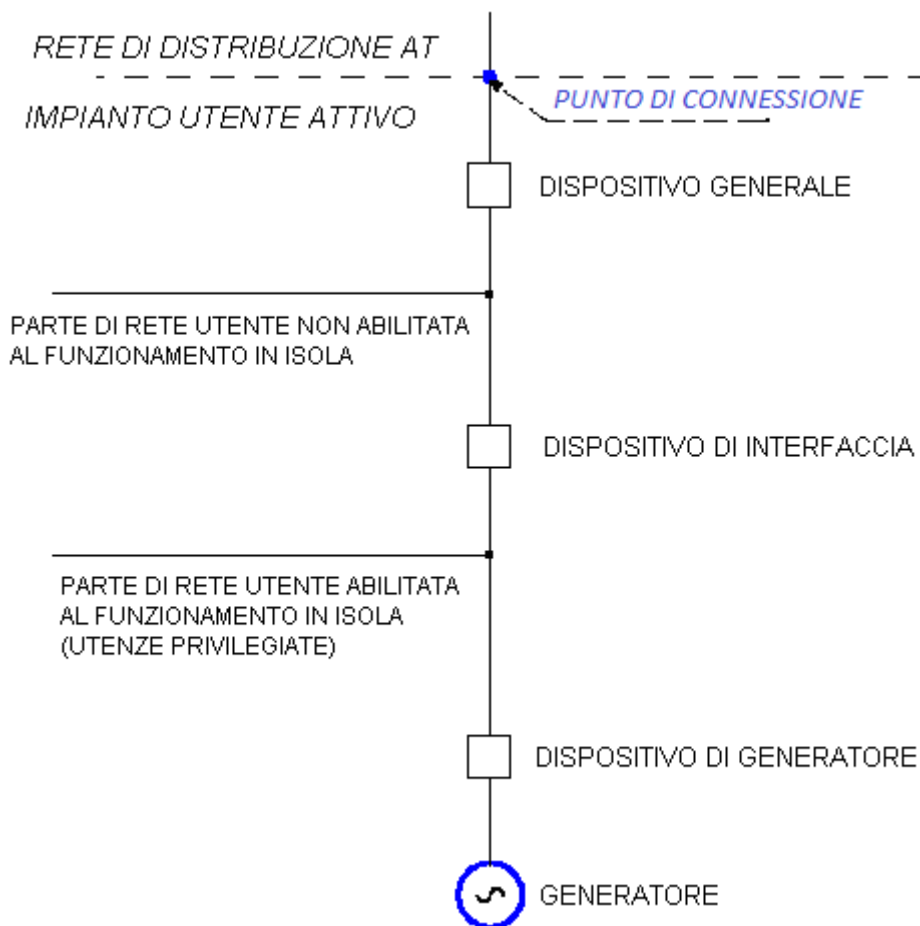 RETE DI DISTRIBUZIONE AT
PUNTO DI CONNESSIONE
IMPIANTO UTENTE ATTIVO
DISPOSITIVO GENERALE
PARTE DI RETE UTENTE NON ABILITATA
AL FUNZIONAMENTO IN ISOLA
DISPOSITIVO DI INTERFACCIA
PARTE DI RETE UTENTE ABILITATA
AL FUNZIONAMENTO IN ISOLA
(UTENZE PRIVILEGIATE)
DISPOSITIVO DI GENERATORE
GENERATORE